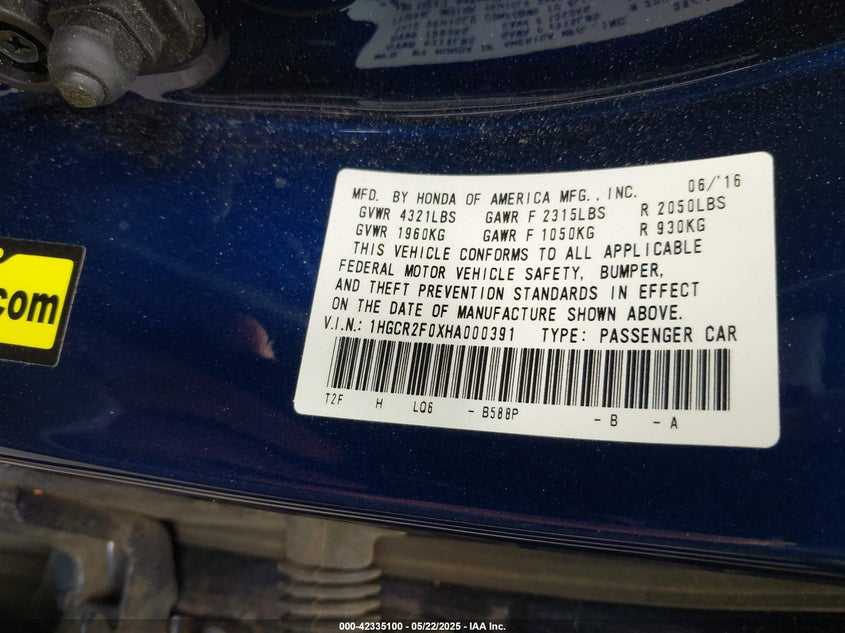 MFD. BY HONDA OF AMERICA MFG., INC. 06/'16
GVWR 4321LBS GAWR F 2315LBS R 2050LBS
GVWR 1960KG GAWR F 1050KG R 930KG
THIS VEHICLE CONFORMS TO ALL APPLICABLE
FEDERAL MOTOR VEHICLE SAFETY, BUMPER,
AND THEFT PREVENTION STANDARDS IN EFFECT
ON THE DATE OF MANUFACTURE SHOWN ABOVE.
V.I.N.: 1HGCR2F0XHA000391 TYPE: PASSENGER CAR
T2F H LQ6 - B588P - B - A
.com
000-42335100 - 05/22/2025 - IAA Inc.